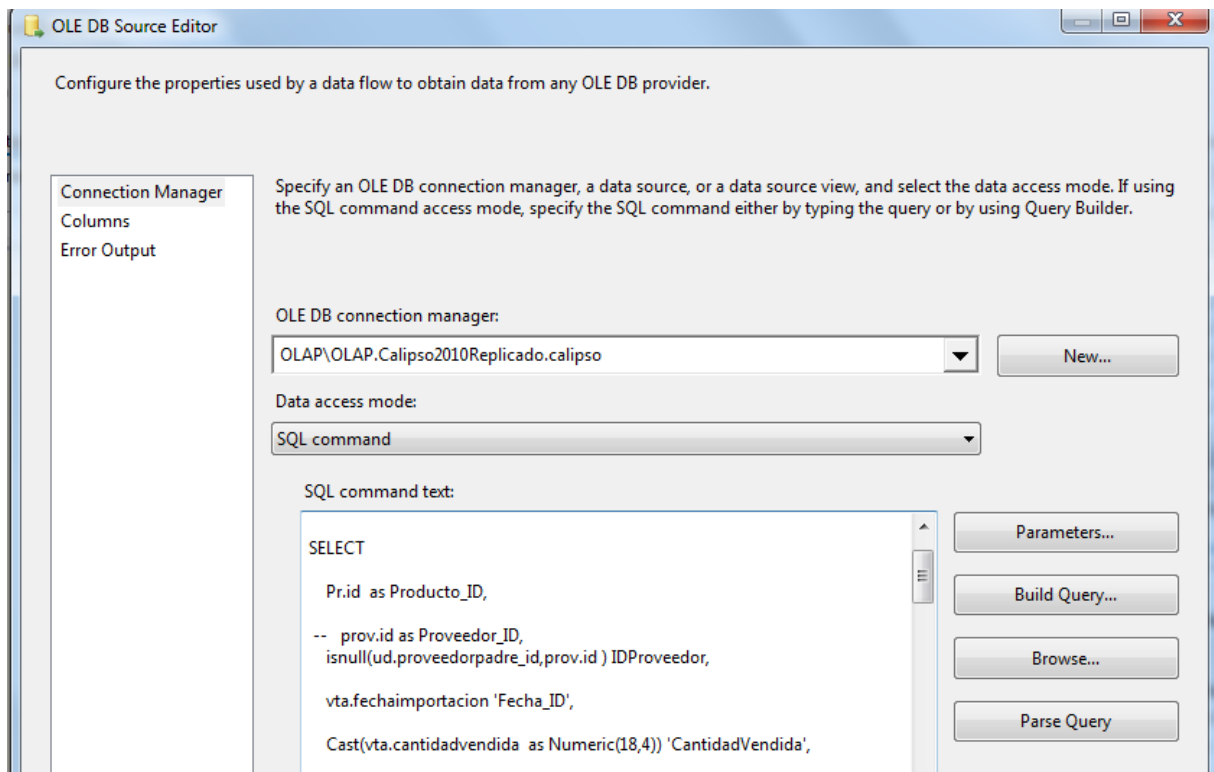 OLE DB Source Editor
Configure the properties used by a data flow to obtain data from any OLE DB provider.
Connection Manager
Columns
Error Output
Specify an OLE DB connection manager, a data source, or a data source view, and select the data access mode. If using
the SQL command access mode, specify the SQL command either by typing the query or by using Query Builder.
OLE DB connection manager:
OLAP\OLAP.Calipso2010Replicado.calipso
New...
Data access mode:
SQL command
SQL command text:
SELECT
Pr.id as Producto_ID,
-- prov.id as Proveedor_ID,
isnull(ud.proveedorpadre_id,prov.id ) IDProveedor,
vta.fechaimportacion 'Fecha_ID',
Cast(vta.cantidadvendida as Numeric(18,4)) 'CantidadVendida',
Parameters...
Build Query...
Browse...
Parse Query